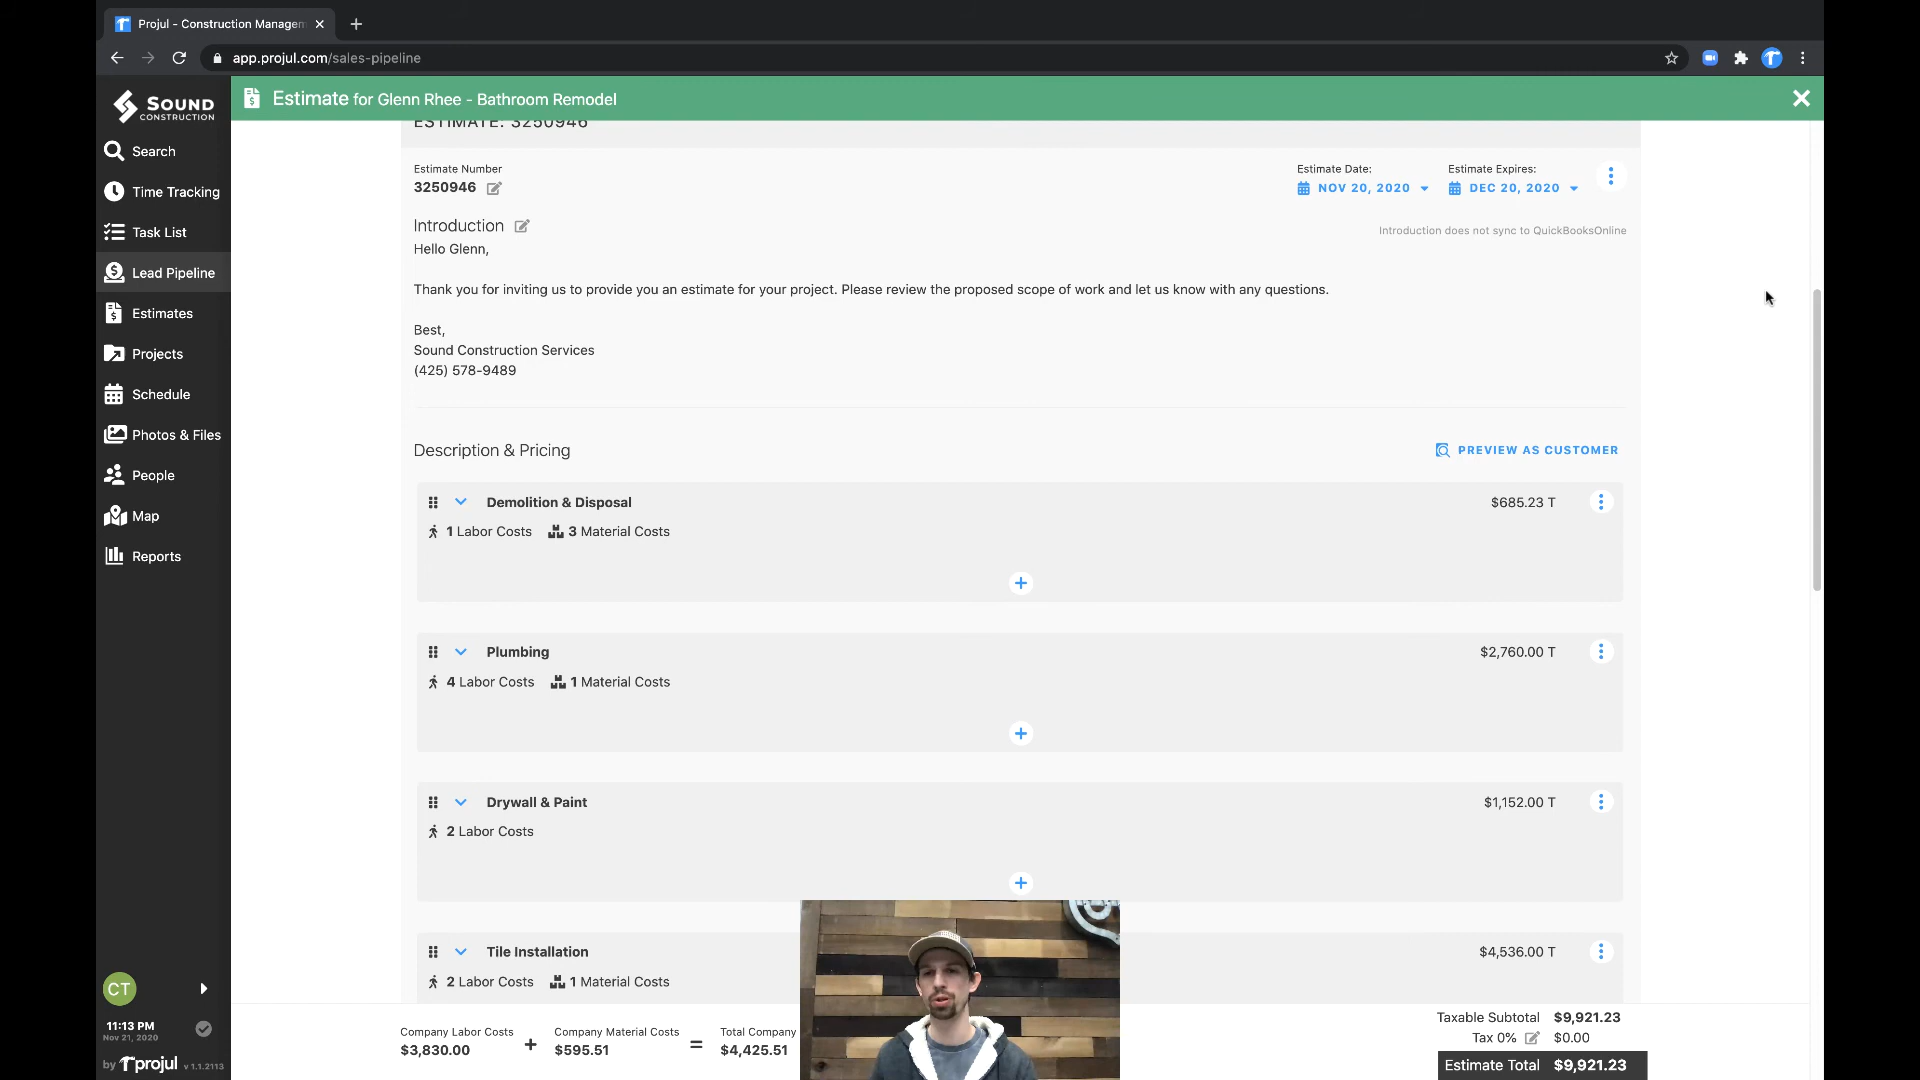 Projul - Construction Managem
app.projul.com/sales-pipeline
SOUND
CONSTRUCTION
Search
Time Tracking
Task List
Lead Pipeline
Estimates
Projects
Schedule
Photos & Files
People
Map
Reports
CT
11:13 PM
Nov 21, 2020
by projul v 1.1.2113
Estimate for Glenn Rhee - Bathroom Remodel
ESTIMATE: 3250946
Estimate Number
3250946
Estimate Date:
NOV 20, 2020
Estimate Expires:
DEC 20, 2020
Introduction
Introduction does not sync to QuickBooksOnline
Hello Glenn,
Thank you for inviting us to provide you an estimate for your project. Please review the proposed scope of work and let us know with any questions.
Best,
Sound Construction Services
(425) 578-9489
Description & Pricing
PREVIEW AS CUSTOMER
Demolition & Disposal $685.23 T
1 Labor Costs 3 Material Costs
Plumbing $2,760.00 T
4 Labor Costs 1 Material Costs
Drywall & Paint $1,152.00 T
2 Labor Costs
Tile Installation $4,536.00 T
2 Labor Costs 1 Material Costs
Company Labor Costs
$3,830.00
+
Company Material Costs
$595.51
=
Total Company
$4,425.51
Taxable Subtotal $9,921.23
Tax 0% $0.00
Estimate Total $9,921.23